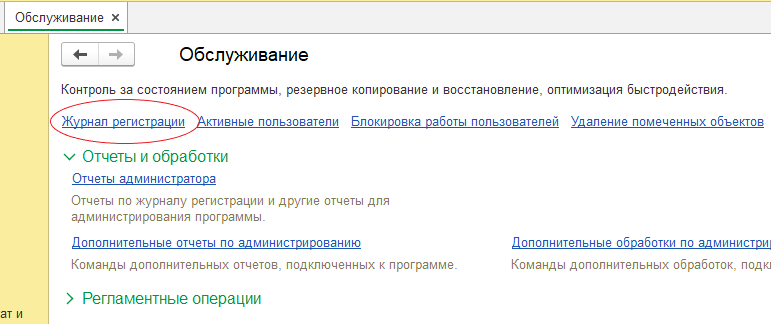 Обслуживание ×
Обслуживание
Контроль за состоянием программы, резервное копирование и восстановление, оптимизация быстродействия.
Журнал регистрации Активные пользователи Блокировка работы пользователей Удаление помеченных объектов
Отчеты и обработки
Отчеты администратора
Отчеты по журналу регистрации и другие отчеты для
администрирования программы.
Дополнительные отчеты по администрированию Дополнительные обработки по администри
Команды дополнительных отчетов, подключенных к программе. Команды дополнительных обработок, подк
Регламентные операции
ат и